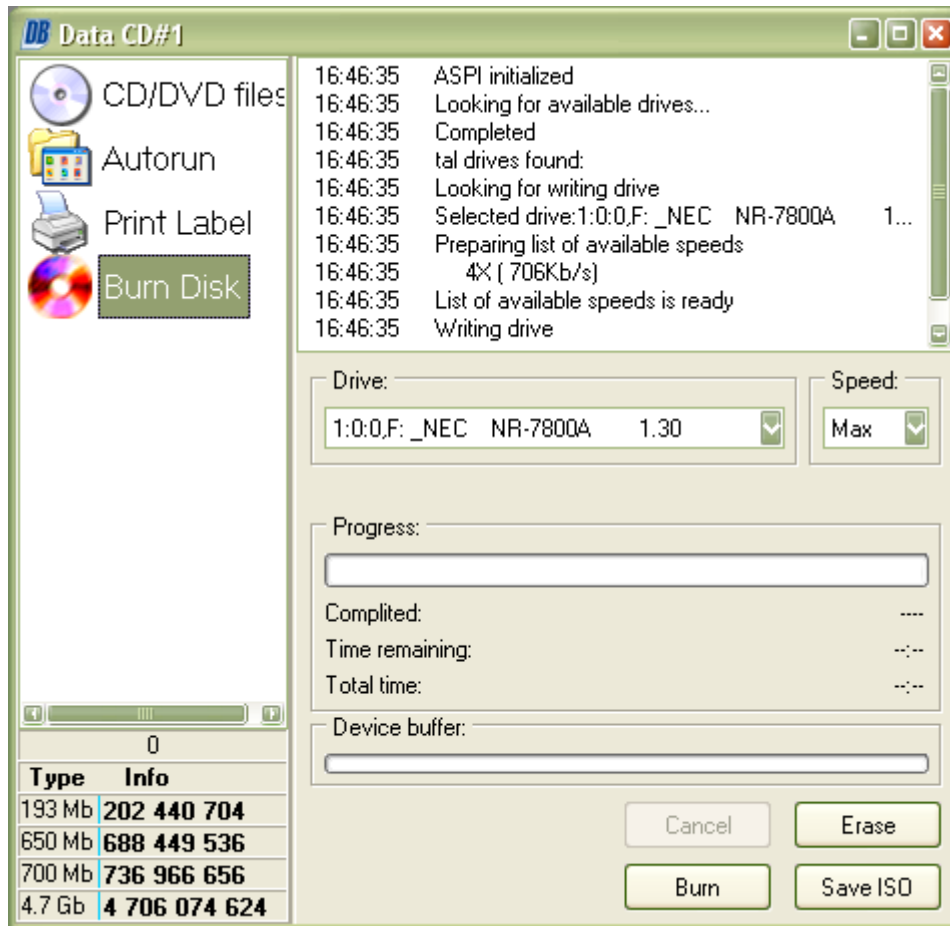 DB Data CD#1
CD/DVD files
Autorun
Print Label
Burn Disk
16:46:35 ASPI initialized
16:46:35 Looking for available drives...
16:46:35 Completed
16:46:35 tal drives found:
16:46:35 Looking for writing drive
16:46:35 Selected drive:1:0:0,F: _NEC NR-7800A 1...
16:46:35 Preparing list of available speeds
16:46:35 4X ( 706Kb/s)
16:46:35 List of available speeds is ready
16:46:35 Writing drive
Drive:
1:0:0,F: _NEC NR-7800A 1.30
Speed:
Max
Progress:
Complited: ----
Time remaining: --:--
Total time: --:--
Device buffer:
0
Type Info
193 Mb 202 440 704
650 Mb 688 449 536
700 Mb 736 966 656
4.7 Gb 4 706 074 624
Cancel
Erase
Burn
Save ISO